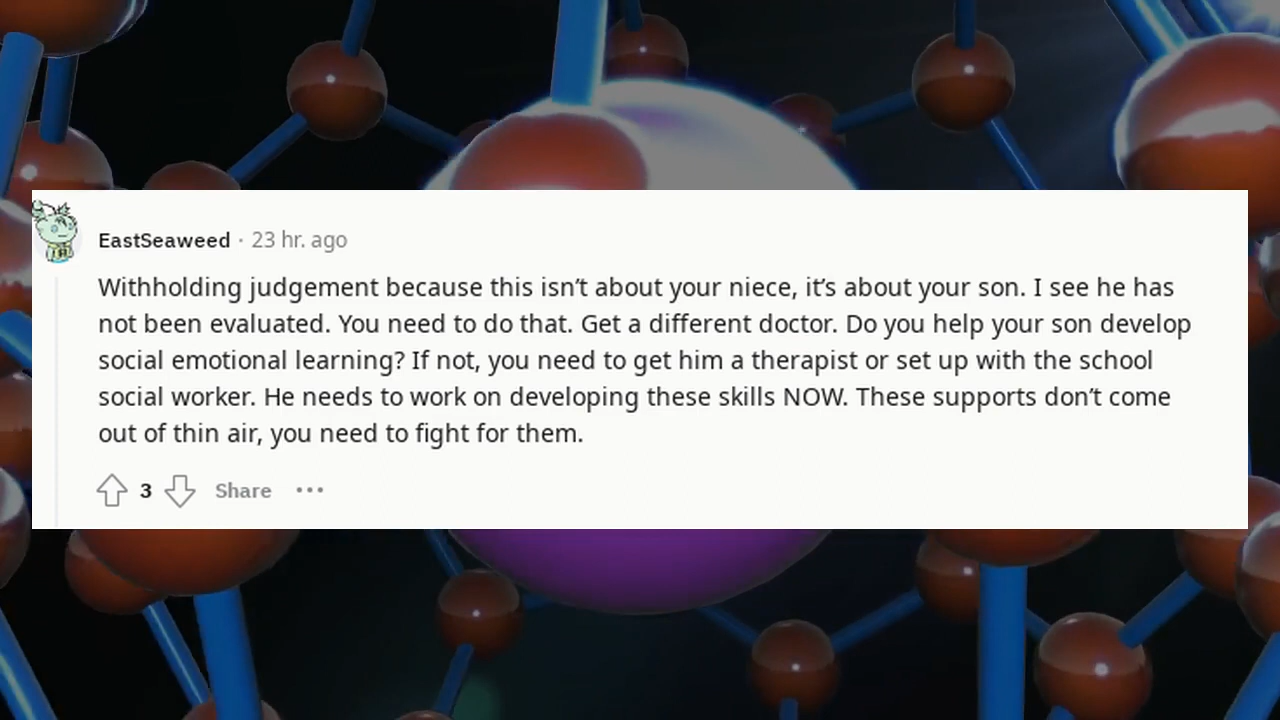 EastSeaweed · 23 hr. ago
Withholding judgement because this isn’t about your niece, it’s about your son. I see he has
not been evaluated. You need to do that. Get a different doctor. Do you help your son develop
social emotional learning? If not, you need to get him a therapist or set up with the school
social worker. He needs to work on developing these skills NOW. These supports don’t come
out of thin air, you need to fight for them.
3 Share ···